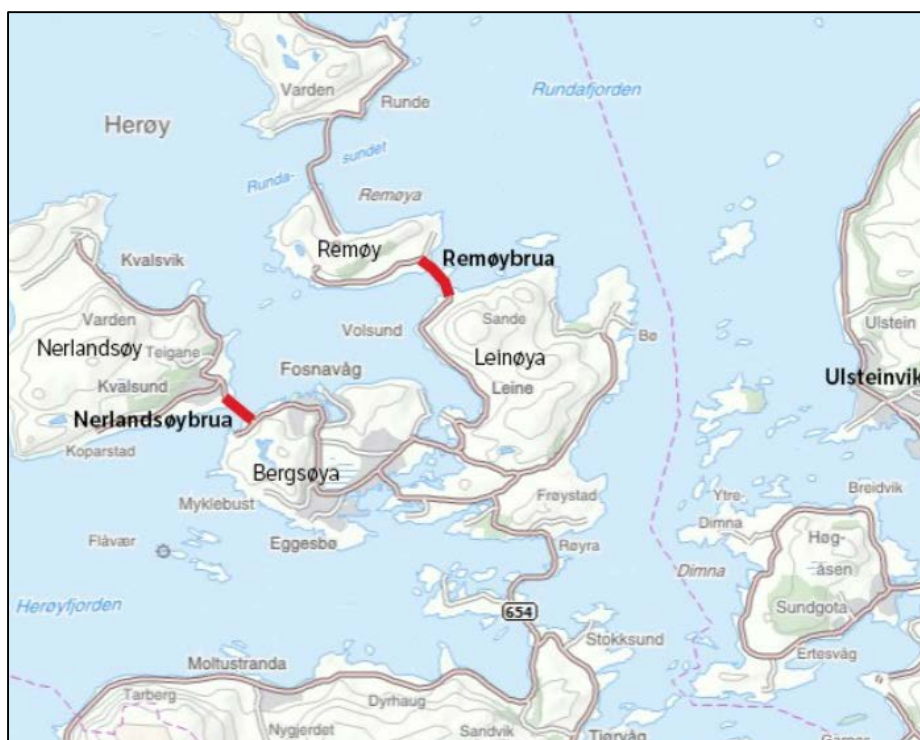 Varden
Runde
Rundafjorden
Herøy
Runda-
sundet
Remøya
Remøy
Remøybrua
Kvalsvik
Varden
Nerlandsøy
Teigane
Kvalsund
Volsund
Sande
Bø
Leinøya
Leine
Fosnavåg
Ulstein
Ulsteinvik
Nerlandsøybrua
Koparstad
Bergsøya
Myklebust
Eggesbø
Flåvær
Frøystad
Røyra
Ytre-
Dimna
Breidvik
Dimna
Høg-
åsen
Sundgota
Ertesvåg
Herøyfjorden
654
Stokksund
Moltustranda
Tarberg
Nygjerdet
Dyrhaug
Sandvik
Tjørvåg